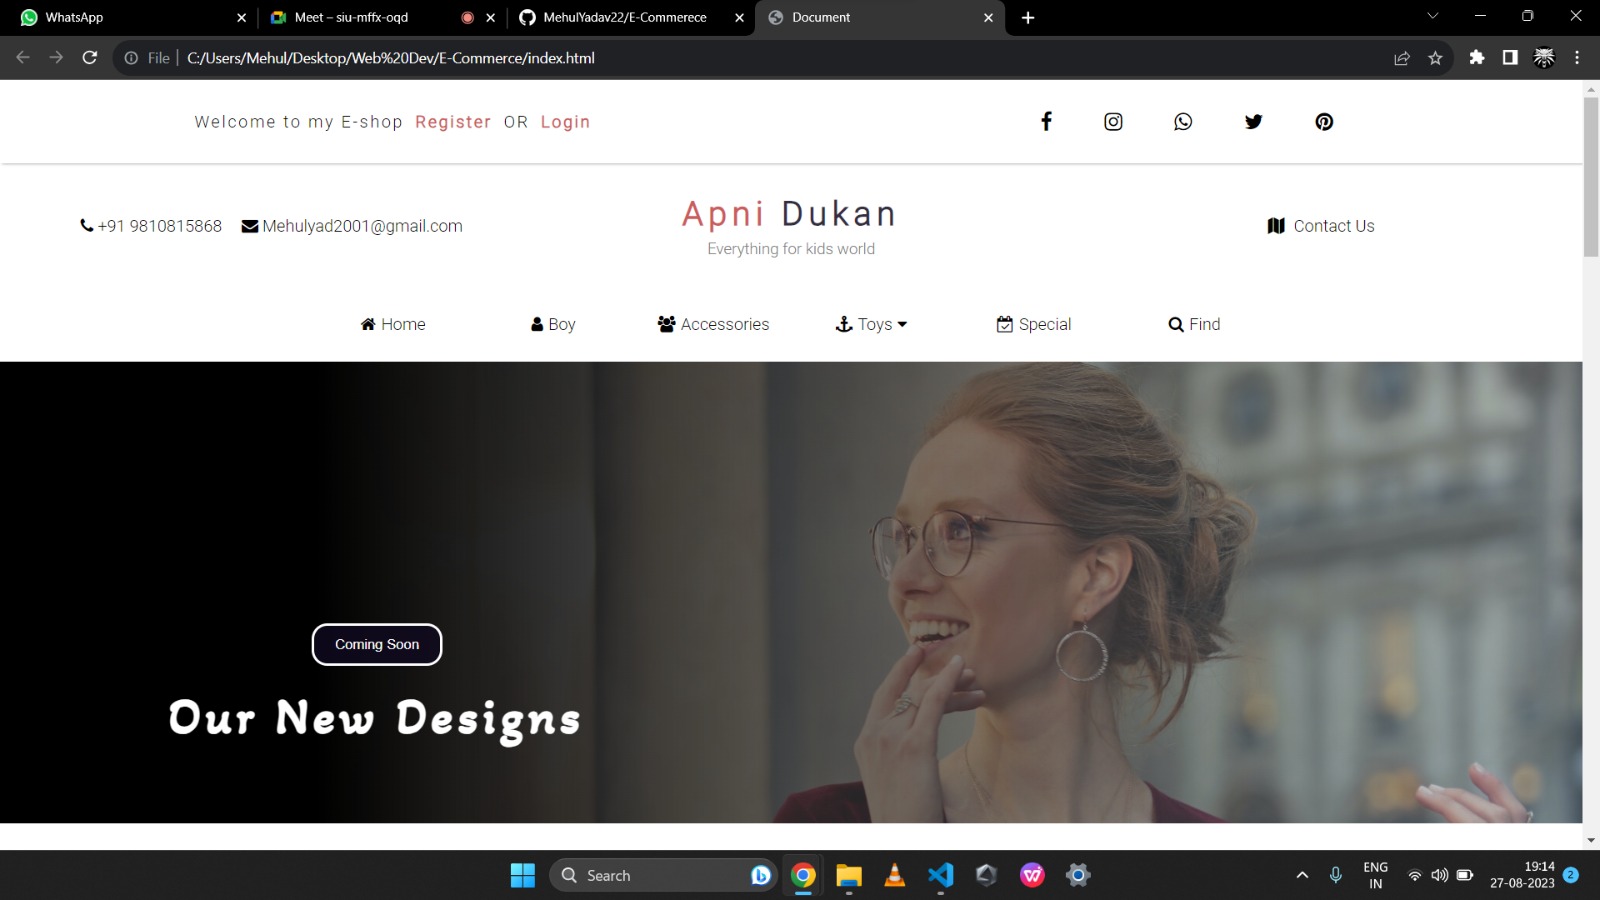 WhatsApp
Meet – siu-mffx-oqd
MehulYadav22/E-Commerece
Document
File
C:/Users/Mehul/Desktop/Web%20Dev/E-Commerce/index.html
Welcome to my E-shop Register OR Login
+91 9810815868 Mehulyad2001@gmail.com
Apni Dukan
Everything for kids world
Contact Us
Home Boy Accessories Toys Special Find
Coming Soon
Our New Designs
Search
ENG
IN
19:14
27-08-2023
2